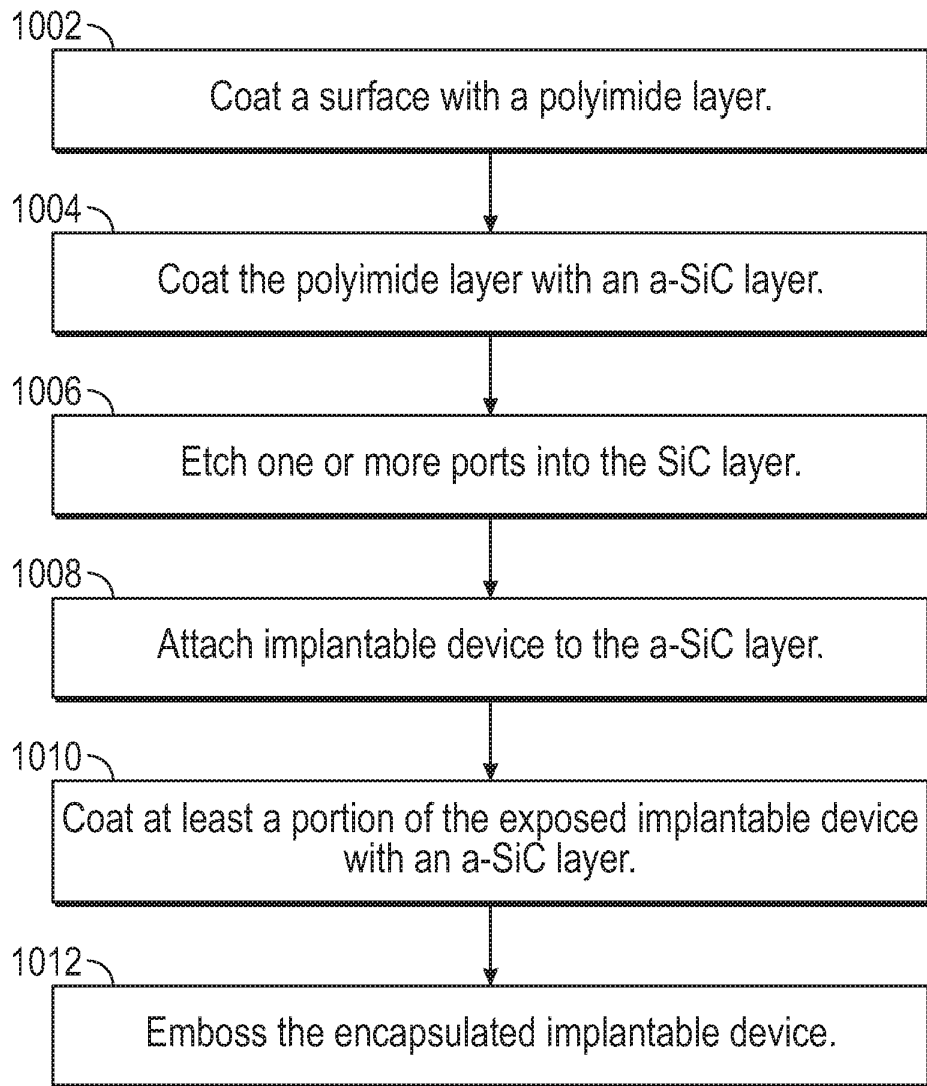 1002
Coat a surface with a polyimide layer.
1004
Coat the polyimide layer with an a-SiC layer.
1006
Etch one or more ports into the SiC layer.
1008
Attach implantable device to the a-SiC layer.
1010
Coat at least a portion of the exposed implantable device
with an a-SiC layer.
1012
Emboss the encapsulated implantable device.